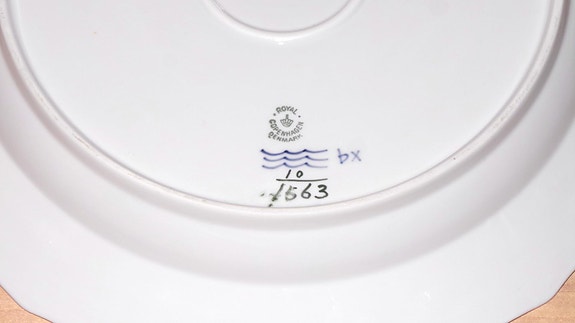 ROYAL
COPENHAGEN
DENMARK
bx
10
1563